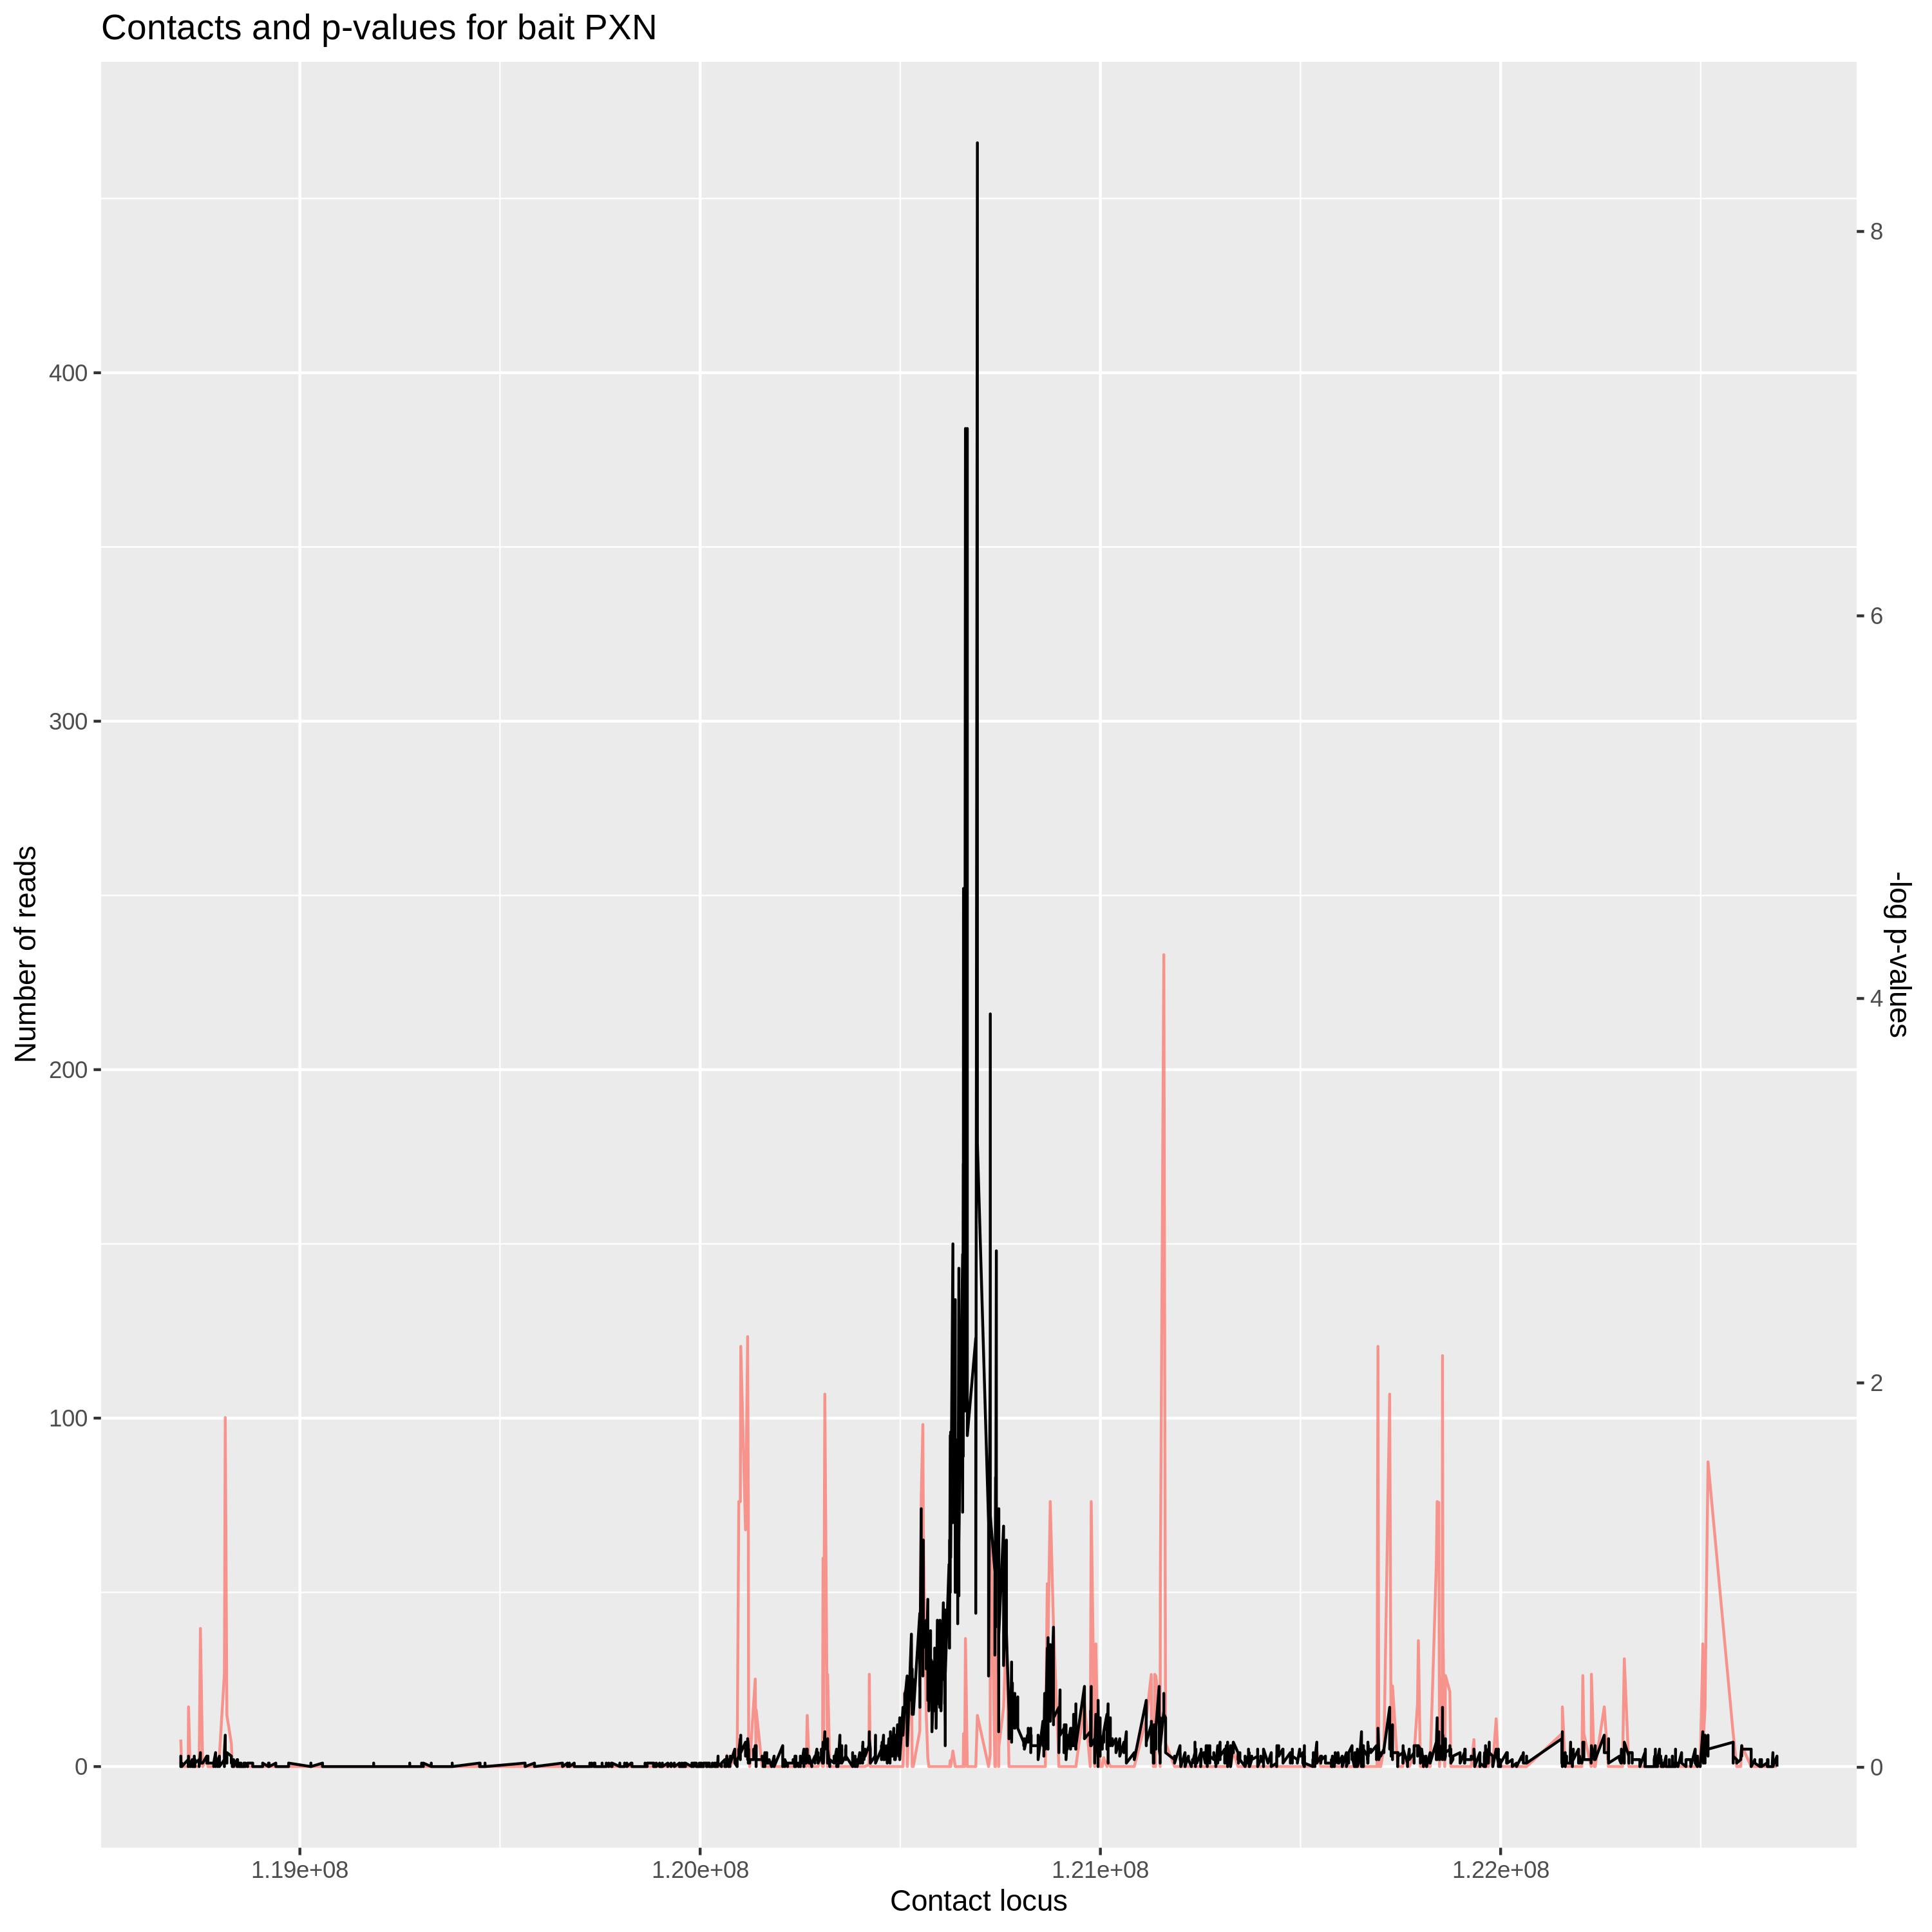 Contacts and p-values for bait PXN
Number of reads
400
300
200
100
0
8
6
4
2
0
-log p-values
1.19e+08
1.20e+08
1.21e+08
1.22e+08
Contact locus